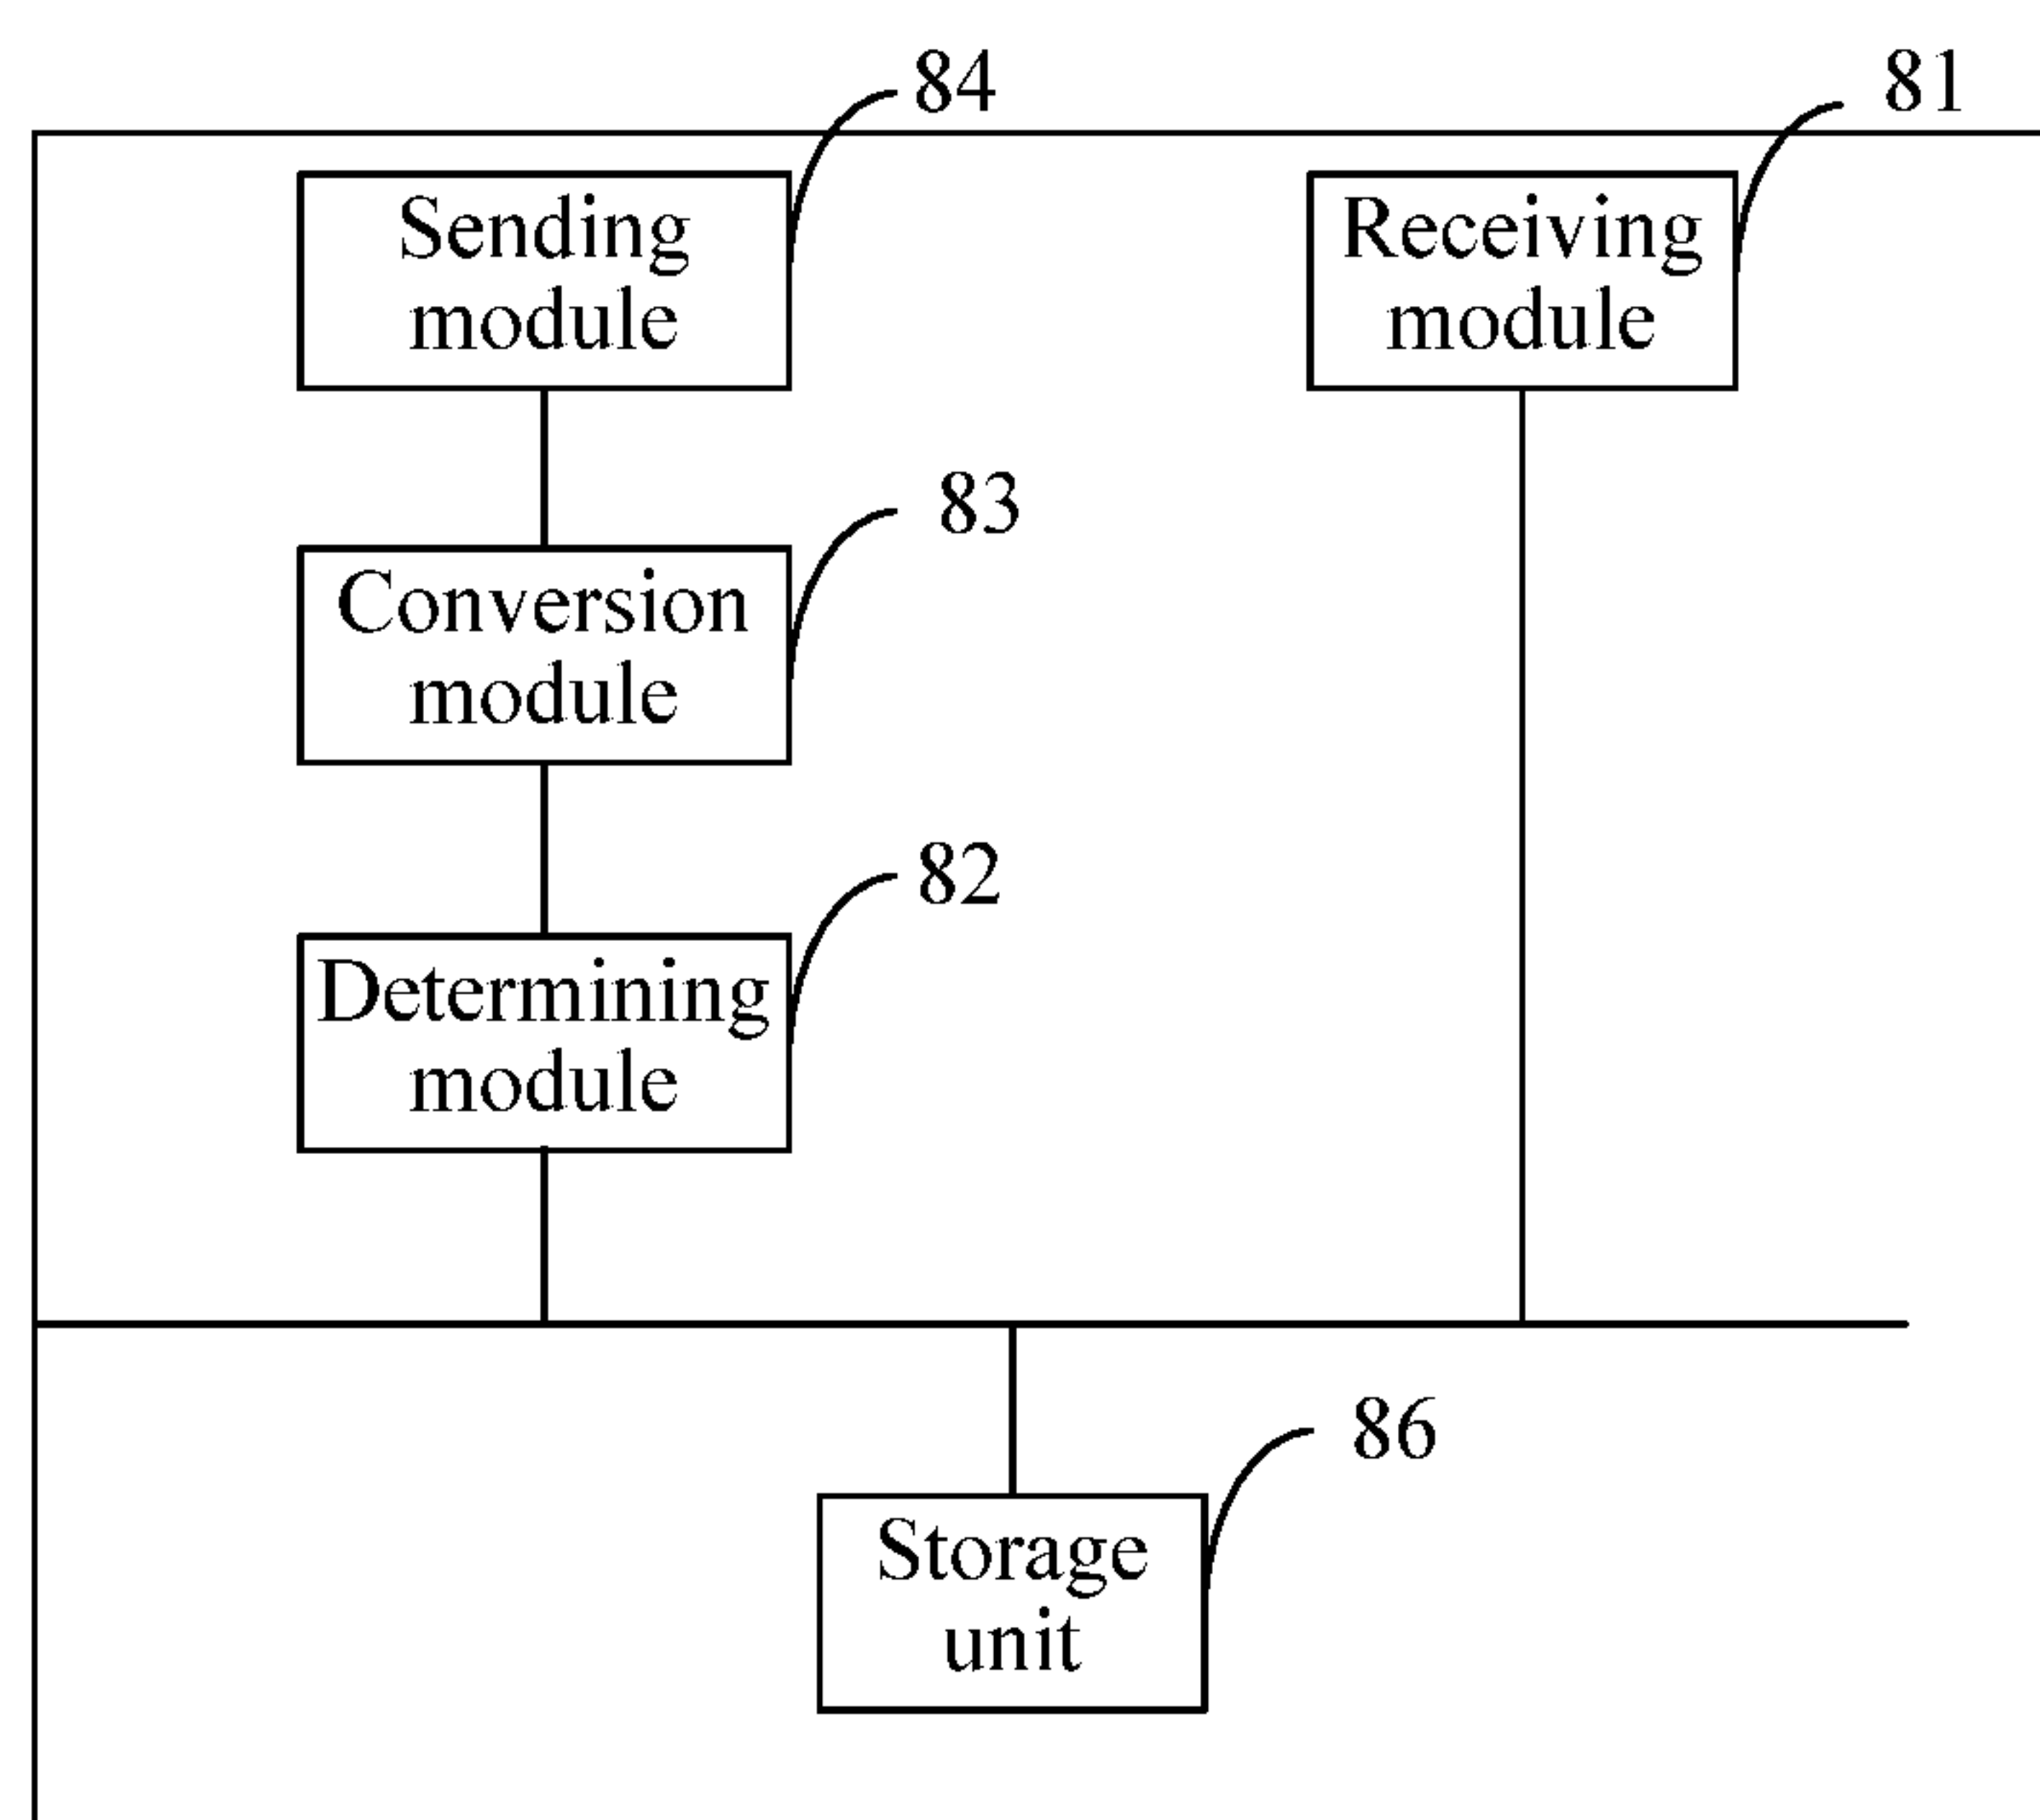 84
81
Sending
module
Receiving
module
83
Conversion
module
82
Determining
module
86
Storage
unit